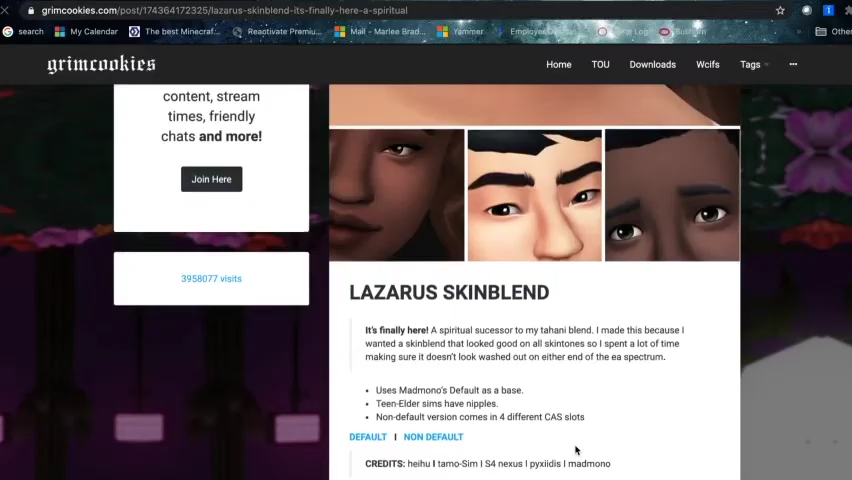 grimcookies.com/post/174364172325/lazarus-skinblend-its-finally-here-a-spiritual
search My Calendar The best Minecraf... Reactivate Premiu... Mail - Marlee Brad... Yammer Other
grimcookies Home TOU Downloads Wcifs Tags
content, stream
times, friendly
chats and more!
Join Here
3958077 visits
LAZARUS SKINBLEND
It's finally here! A spiritual sucessor to my tahani blend. I made this because I
wanted a skinblend that looked good on all skintones so I spent a lot of time
making sure it doesn't look washed out on either end of the ea spectrum.
• Uses Madmono's Default as a base.
• Teen-Elder sims have nipples.
• Non-default version comes in 4 different CAS slots
DEFAULT I NON DEFAULT
CREDITS: heihu I tamo-Sim I S4 nexus I pyxiidis I madmono